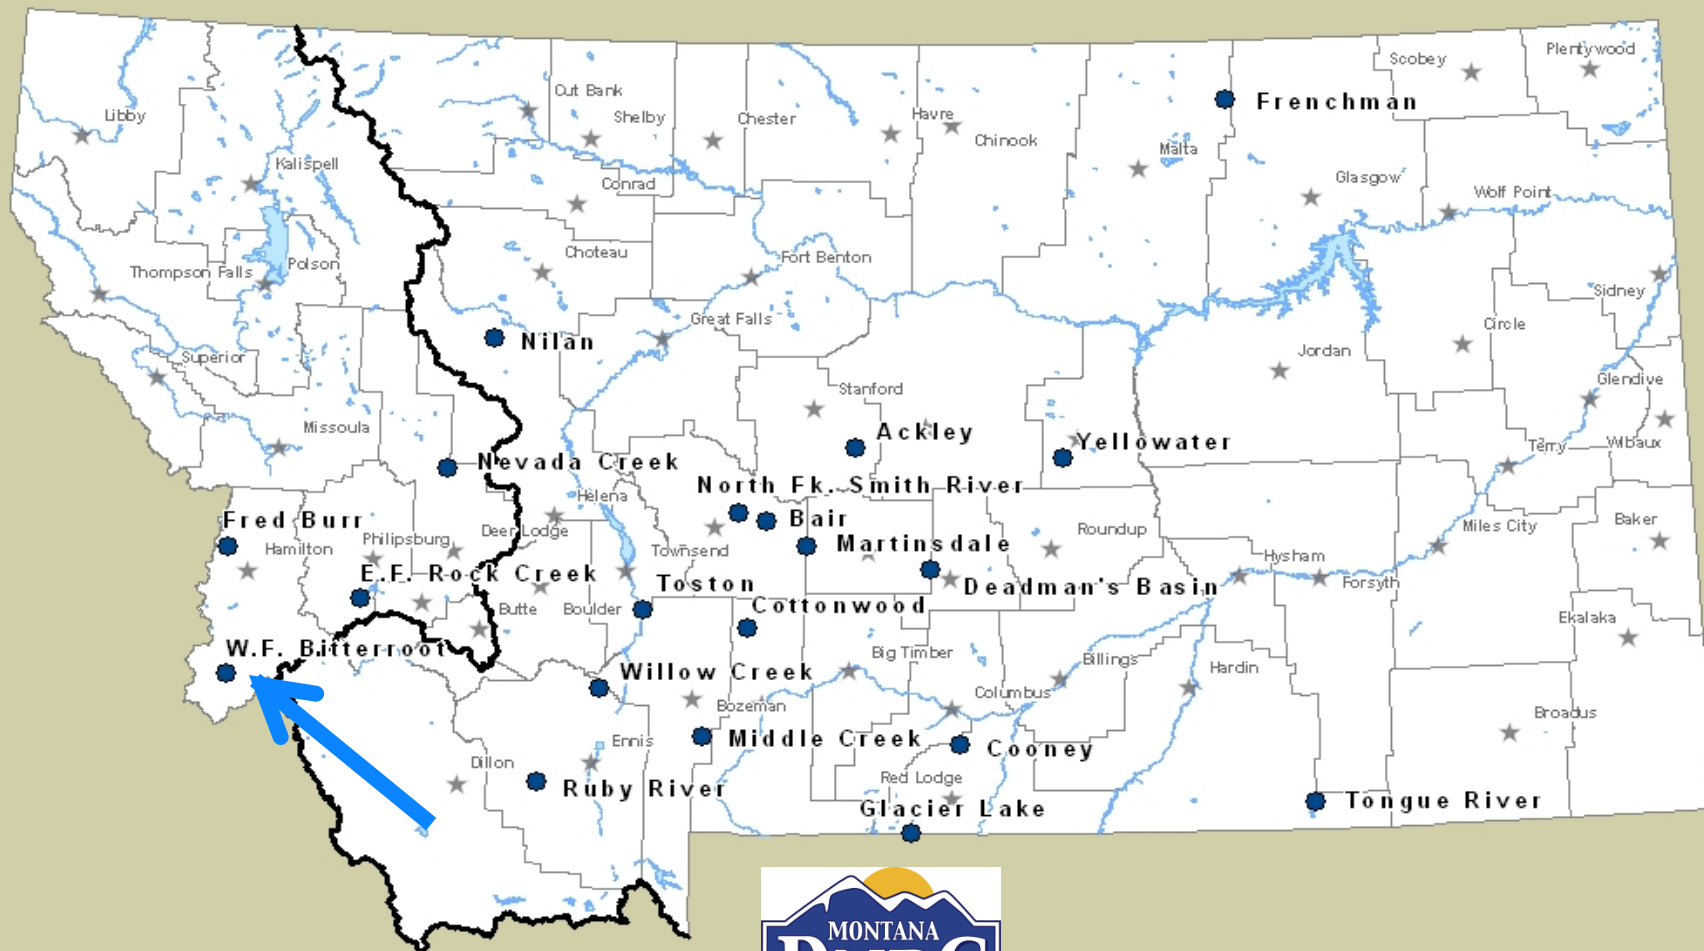 Plentywood
Scobey
Cut Bank
Frenchman
Libby
Shelby
Chester
Havre
Chinook
Malta
Kalispell
Conrad
Glasgow
Wolf Point
Choteau
Fort Benton
Thompson Falls
Polson
Sidney
Great Falls
Circle
Nilan
Superior
Jordan
Stanford
Glendive
Missoula
Ackley
Yellowater
Terry
Wibaux
Nevada Creek
North Fk. Smith River
Helena
Fred Burr
Bair
Baker
Deer Lodge
Philipsburg
Roundup
Miles City
Hamilton
Townsend
Martinsdale
Hysham
E.F. Rock Creek
Toston
Deadman's Basin
Forsyth
Butte
Boulder
Cottonwood
Ekalaka
W.F. Bitterroot
Big Timber
Billings
Hardin
Willow Creek
Columbus
Bozeman
Broadus
Ennis
Middle Creek
Cooney
Dillon
Red Lodge
Ruby River
Glacier Lake
Tongue River
MONTANA